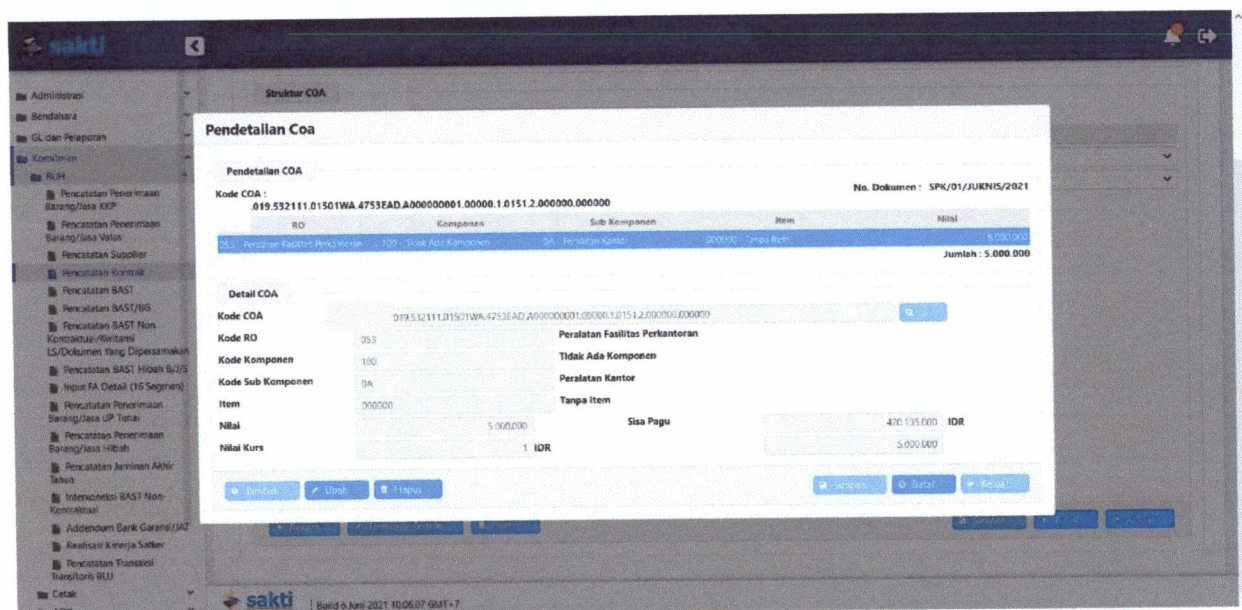 sakti
Administrasi
Struktur COA
Bendahara
GL dan Pelaporan
Komitmen
RUH
Pencatatan Penerimaan
Barang/Jasa KKP
Pencatatan Penerimaan
Barang/Jasa Valas
Pencatatan Supplier
Pencatatan Kontrak
Pencatatan BAST
Pencatatan BAST/BG
Pencatatan BAST Non
Kontraktual/Kwitansi
LS/Dokumen Yang Dipersamakan
Pencatatan BAST Hibah B/J/S
Input FA Detail (16 Segmen)
Pencatatan Penerimaan
Barang/Jasa UP Tunai
Pencatatan Penerimaan
Barang/Jasa Hibah
Pencatatan Jaminan Akhir
Tahun
Interkoneksi BAST Non-
Kontraktual
Addendum Bank Garansi/JAT
Realisasi Kinerja Satker
Pencatatan Transaksi
Transitoris BLU
Cetak
Pendetailan Coa
Pendetailan COA
Kode COA :
No. Dokumen : SPK/01/JUKNIS/2021
.019.532111.01501WA.4753EAD.A000000001.00000.1.0151.2.000000.000000
RO Komponen Sub Komponen Item Nilai
053 - Peralatan Fasilitas Perkantoran 100 - Tidak Ada Komponen 0A - Peralatan Kantor 000000 - Tanpa Item 5.000.000
Jumlah : 5.000.000
Detail COA
Kode COA 019.532111.01501WA.4753EAD.A000000001.00000.1.0151.2.000000.000000
Kode RO 053 Peralatan Fasilitas Perkantoran
Kode Komponen 100 Tidak Ada Komponen
Kode Sub Komponen 0A Peralatan Kantor
Item 000000 Tanpa Item
Nilai 5.000.000 Sisa Pagu 470.135.000 IDR
Nilai Kurs 1 IDR 5.000.000
Tambah Ubah Hapus Simpan Batal Keluar
sakti | Build 6 Juni 2021 10:06:07 GMT+7